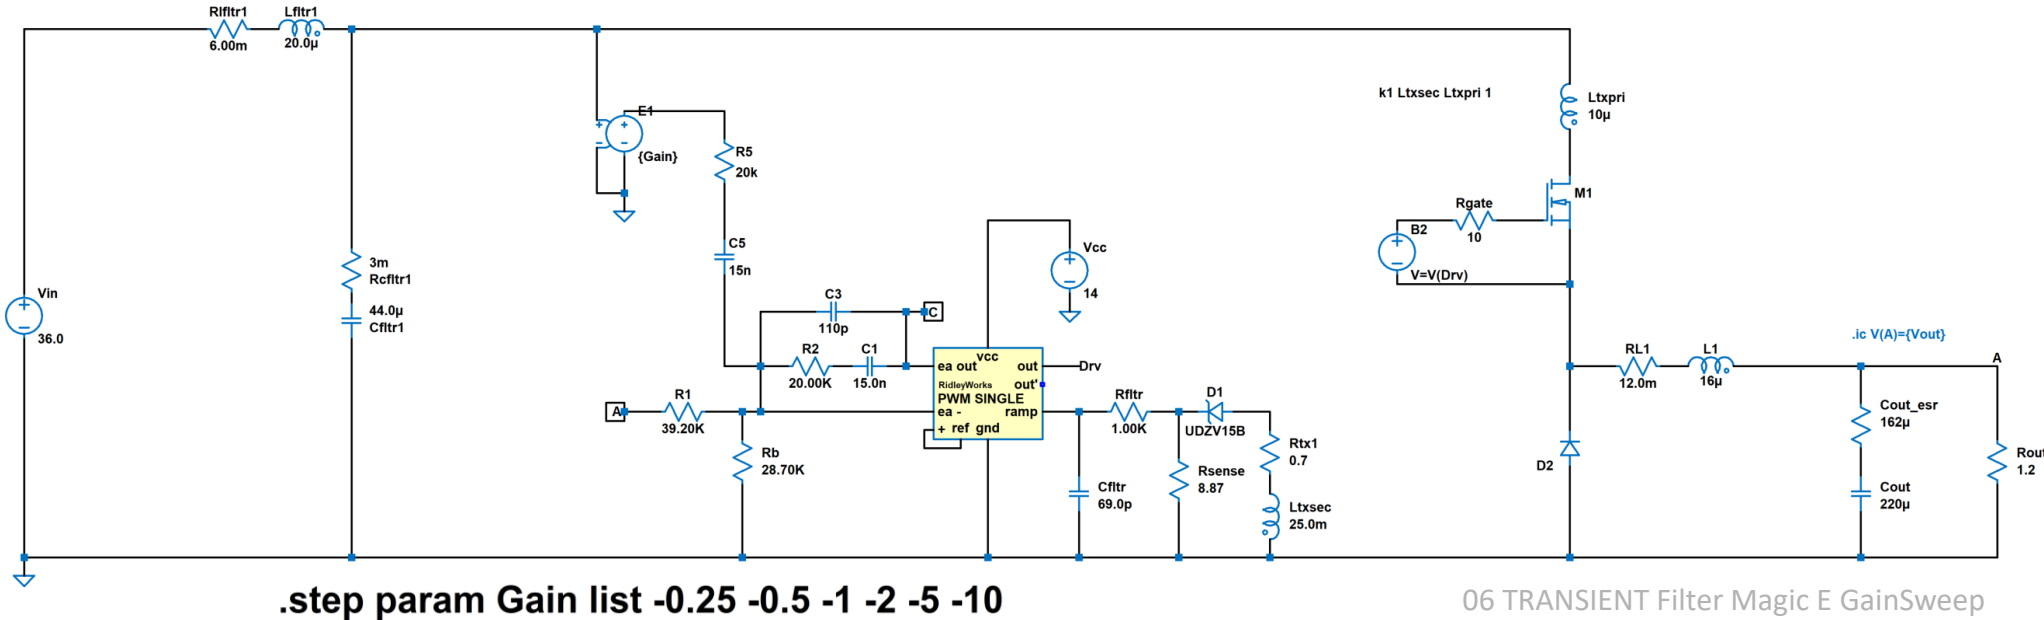 Rlfltr1
6.00m
Lfltr1
20.0µ
Vin
36.0
3m
Rcfltr1
44.0µ
Cfltr1
E1
{Gain}
R5
20k
C5
15n
C3
110p
C
R2
20.00K
C1
15.0n
A
R1
39.20K
Rb
28.70K
Vcc
14
vcc
ea out
out
Drv
RidleyWorks
out'
PWM SINGLE
ea -
ramp
+ ref gnd
Rfltr
1.00K
D1
UDZV15B
Cfltr
69.0p
Rsense
8.87
Rtx1
0.7
Ltxsec
25.0m
k1 Ltxsec Ltxpri 1
Ltxpri
10µ
M1
Rgate
10
B2
V=V(Drv)
D2
RL1
12.0m
L1
16µ
.ic V(A)={Vout}
A
Cout_esr
162µ
Cout
220µ
Rout
1.2
.step param Gain list -0.25 -0.5 -1 -2 -5 -10
06 TRANSIENT Filter Magic E GainSweep